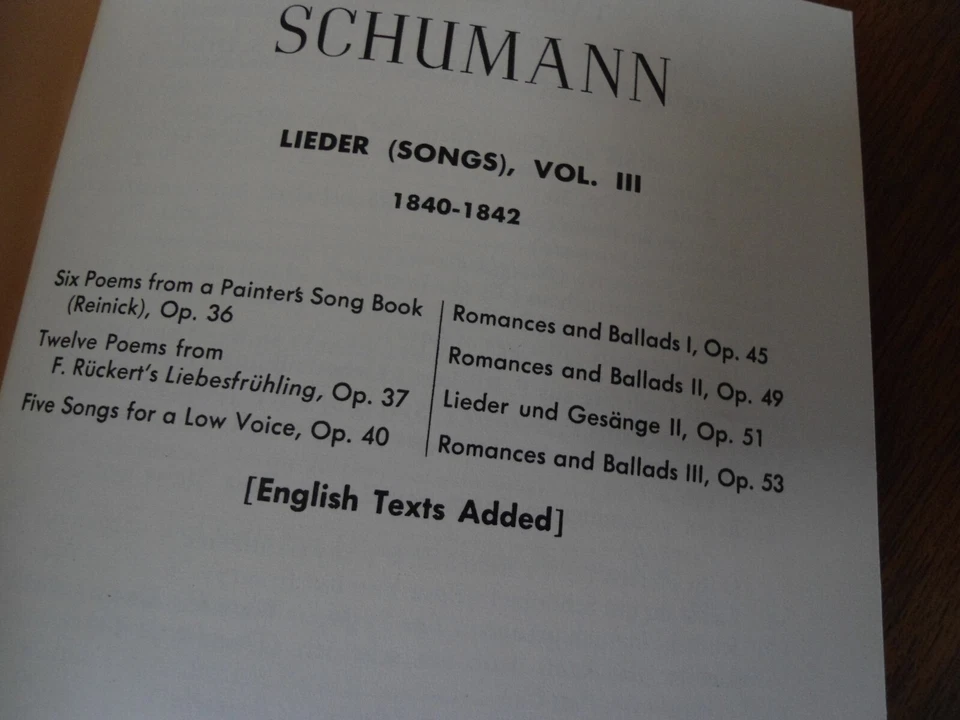 SCHUMANN
LIEDER (SONGS), VOL. III
1840-1842
Six Poems from a Painter's Song Book
(Reinick), Op. 36
Twelve Poems from
F. Rückert's Liebesfrühling, Op. 37
Five Songs for a Low Voice, Op. 40
Romances and Ballads I, Op. 45
Romances and Ballads II, Op. 49
Lieder und Gesänge II, Op. 51
Romances and Ballads III, Op. 53
[English Texts Added]